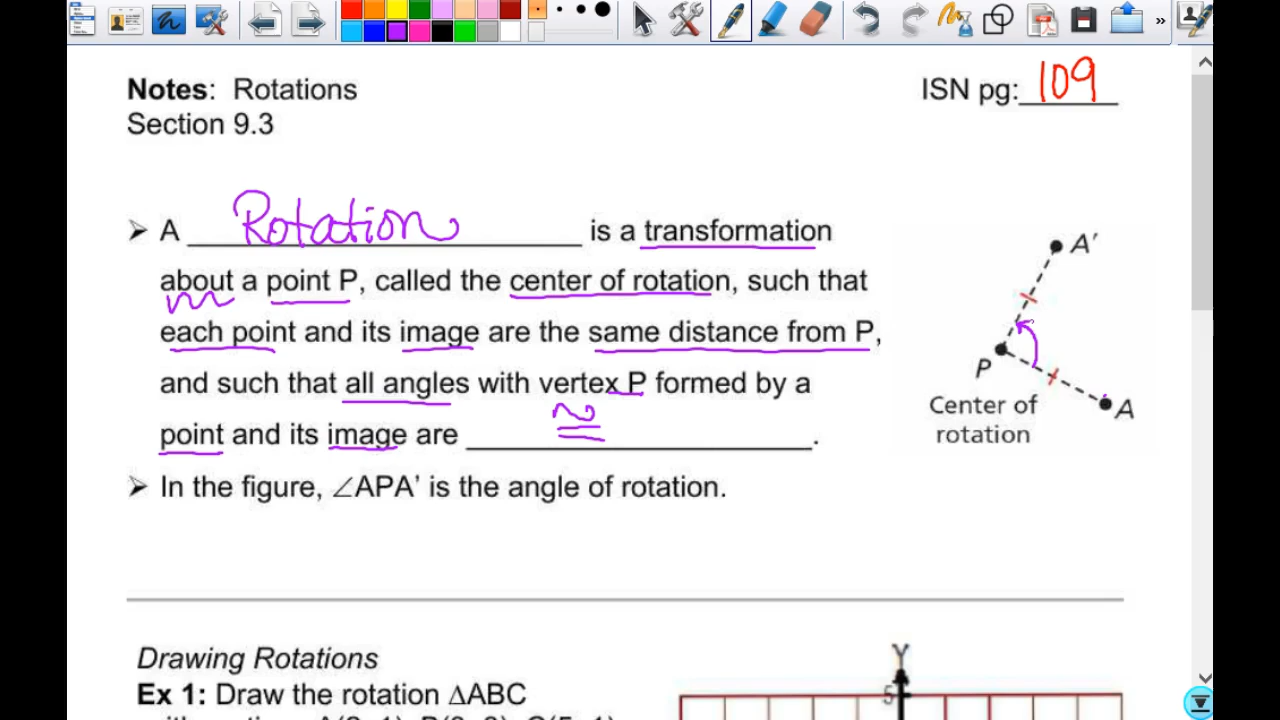 Notes: Rotations
ISN pg: 109
Section 9.3
➢ A Rotation is a transformation
about a point P, called the center of rotation, such that
each point and its image are the same distance from P,
and such that all angles with vertex P formed by a
point and its image are ≅.
A'
P
A
Center of
rotation
➢ In the figure, ∠APA' is the angle of rotation.
Drawing Rotations
Ex 1: Draw the rotation ΔABC
Y
5